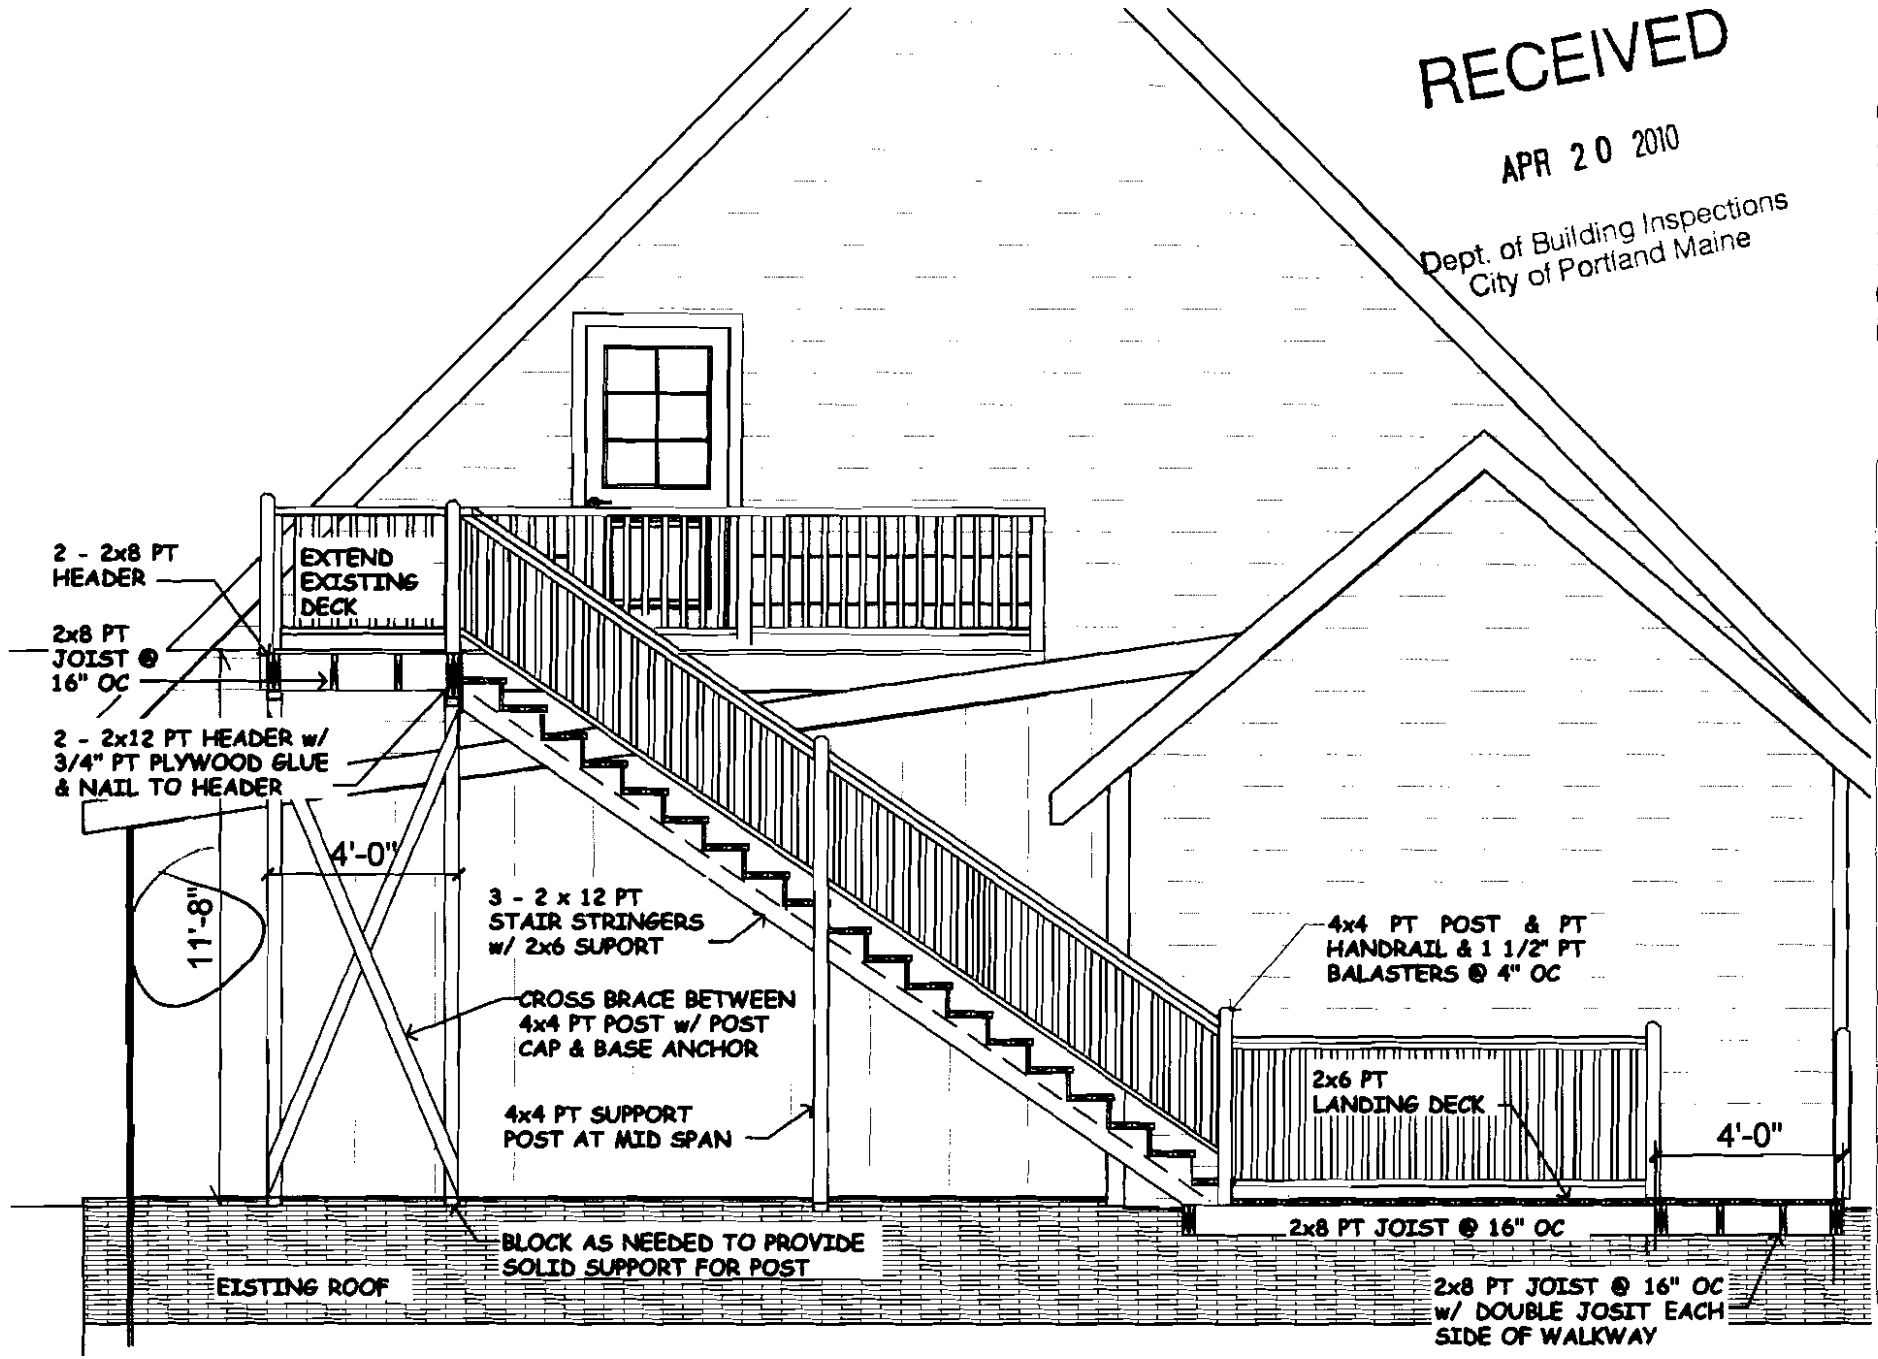 RECEIVED
APR 20 2010
Dept. of Building Inspections
City of Portland Maine
2 - 2x8 PT
HEADER
EXTEND
EXISTING
DECK
2x8 PT
JOIST @
16" OC
2 - 2x12 PT HEADER w/
3/4" PT PLYWOOD GLUE
& NAIL TO HEADER
4'-0"
11'-8"
3 - 2 x 12 PT
STAIR STRINGERS
w/ 2x6 SUPORT
CROSS BRACE BETWEEN
4x4 PT POST w/ POST
CAP & BASE ANCHOR
4x4 PT SUPPORT
POST AT MID SPAN
4x4 PT POST & PT
HANDRAIL & 1 1/2" PT
BALASTERS @ 4" OC
2x6 PT
LANDING DECK
4'-0"
2x8 PT JOIST @ 16" OC
BLOCK AS NEEDED TO PROVIDE
SOLID SUPPORT FOR POST
EISTING ROOF
2x8 PT JOIST @ 16" OC
w/ DOUBLE JOSIT EACH
SIDE OF WALKWAY